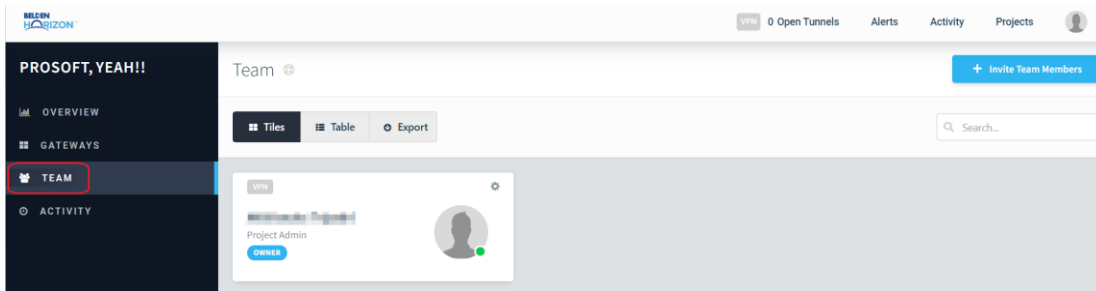 BELDEN
HORIZON
VPN 0 Open Tunnels Alerts Activity Projects
PROSOFT, YEAH!!
OVERVIEW
GATEWAYS
TEAM
ACTIVITY
Team
+ Invite Team Members
Tiles Table Export
Search...
VPN
Project Admin
OWNER